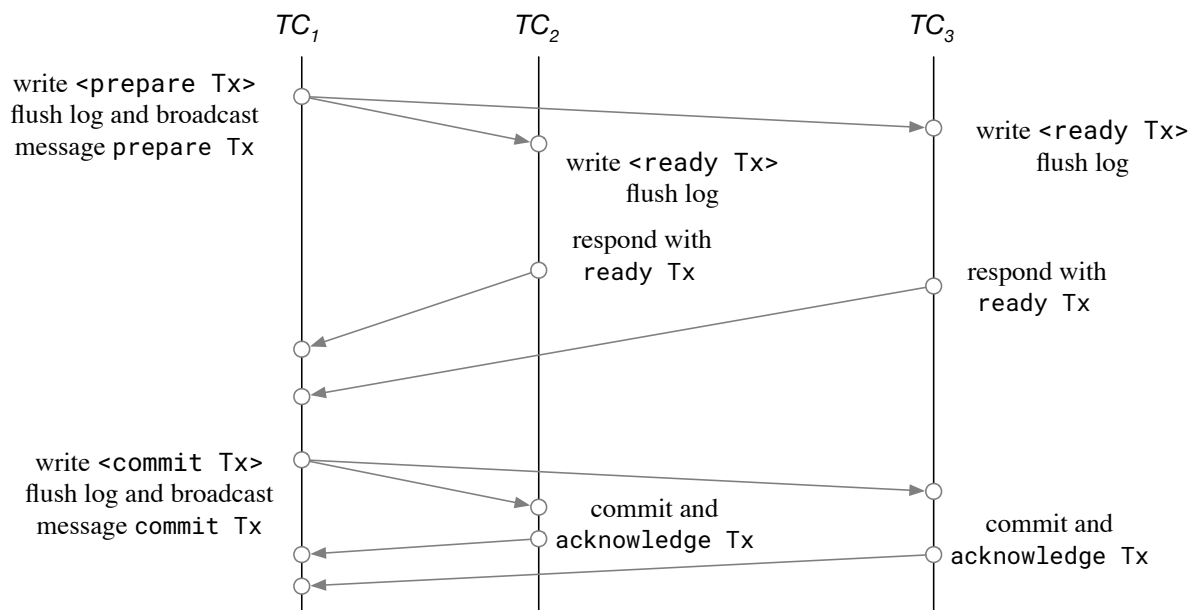 TC1
TC2
TC3
write <prepare Tx>
flush log and broadcast
message prepare Tx
write <ready Tx>
flush log
write <ready Tx>
flush log
respond with
ready Tx
respond with
ready Tx
write <commit Tx>
flush log and broadcast
message commit Tx
commit and
acknowledge Tx
commit and
acknowledge Tx